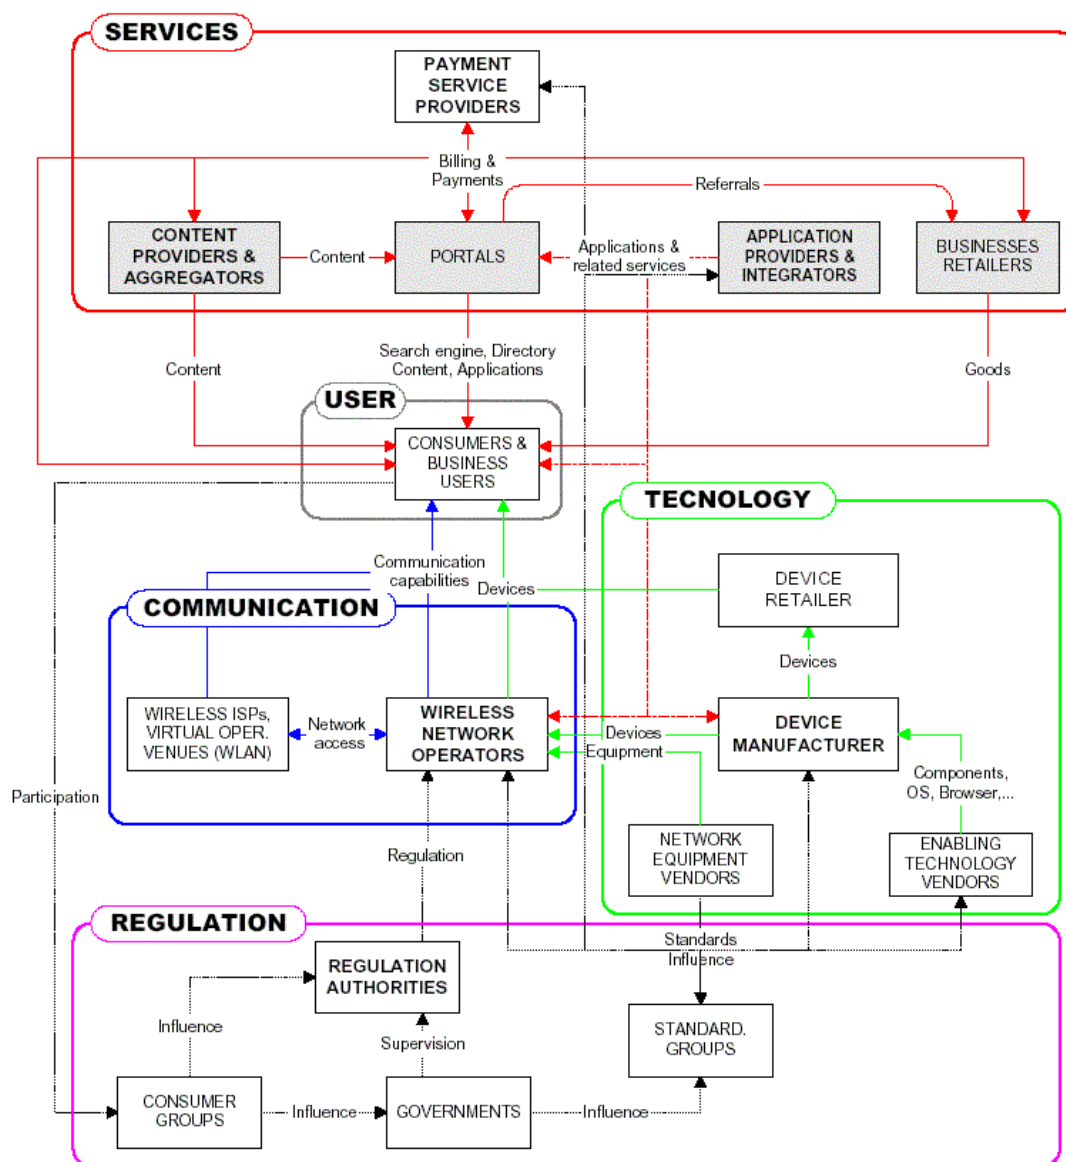 SERVICES
PAYMENT
SERVICE
PROVIDERS
Billing &
Payments
Referrals
CONTENT
PROVIDERS &
AGGREGATORS
Content
PORTALS
Applications &
related services
APPLICATION
PROVIDERS &
INTEGRATORS
BUSINESSES
RETAILERS
Content
Search engine, Directory
Content, Applications
Goods
USER
CONSUMERS &
BUSINESS
USERS
TECNOLOGY
Communication
capabilities
Devices
DEVICE
RETAILER
COMMUNICATION
Devices
WIRELESS ISPs,
VIRTUAL OPER.
VENUES (WLAN)
Network
access
WIRELESS
NETWORK
OPERATORS
Devices
Equipment
DEVICE
MANUFACTURER
Components,
OS, Browser,...
Participation
Regulation
NETWORK
EQUIPMENT
VENDORS
ENABLING
TECHNOLOGY
VENDORS
REGULATION
Standards
Influence
REGULATION
AUTHORITIES
Influence
Supervision
STANDARD.
GROUPS
CONSUMER
GROUPS
Influence
GOVERNMENTS
Influence